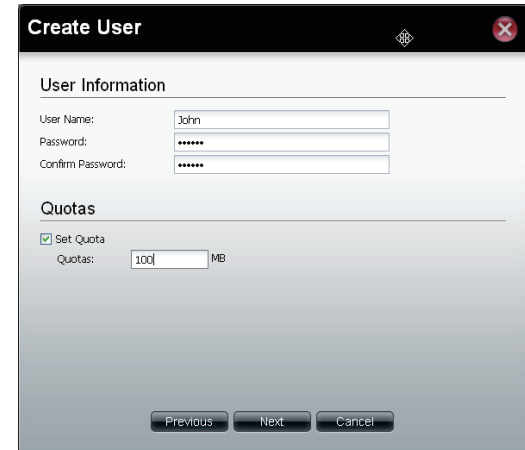 Create User
User Information
User Name: John
Password: ••••••
Confirm Password: ••••••
Quotas
Set Quota
Quotas: 100 MB
Previous Next Cancel